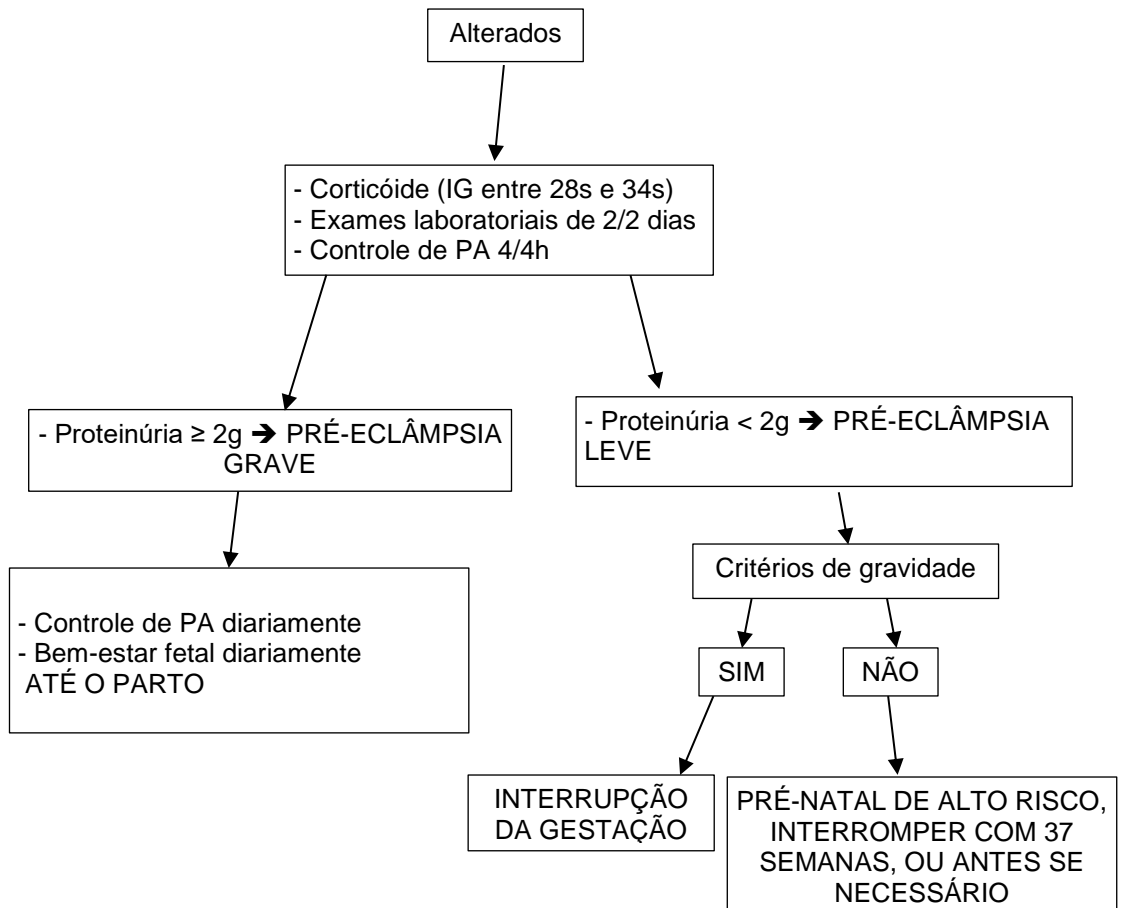 Alterados
- Corticóide (IG entre 28s e 34s)
- Exames laboratoriais de 2/2 dias
- Controle de PA 4/4h
- Proteinúria ≥ 2g ➔ PRÉ-ECLÂMPSIA
GRAVE
- Proteinúria < 2g ➔ PRÉ-ECLÂMPSIA
LEVE
- Controle de PA diariamente
- Bem-estar fetal diariamente
ATÉ O PARTO
Critérios de gravidade
SIM
NÃO
INTERRUPÇÃO
DA GESTAÇÃO
PRÉ-NATAL DE ALTO RISCO,
INTERROMPER COM 37
SEMANAS, OU ANTES SE
NECESSÁRIO